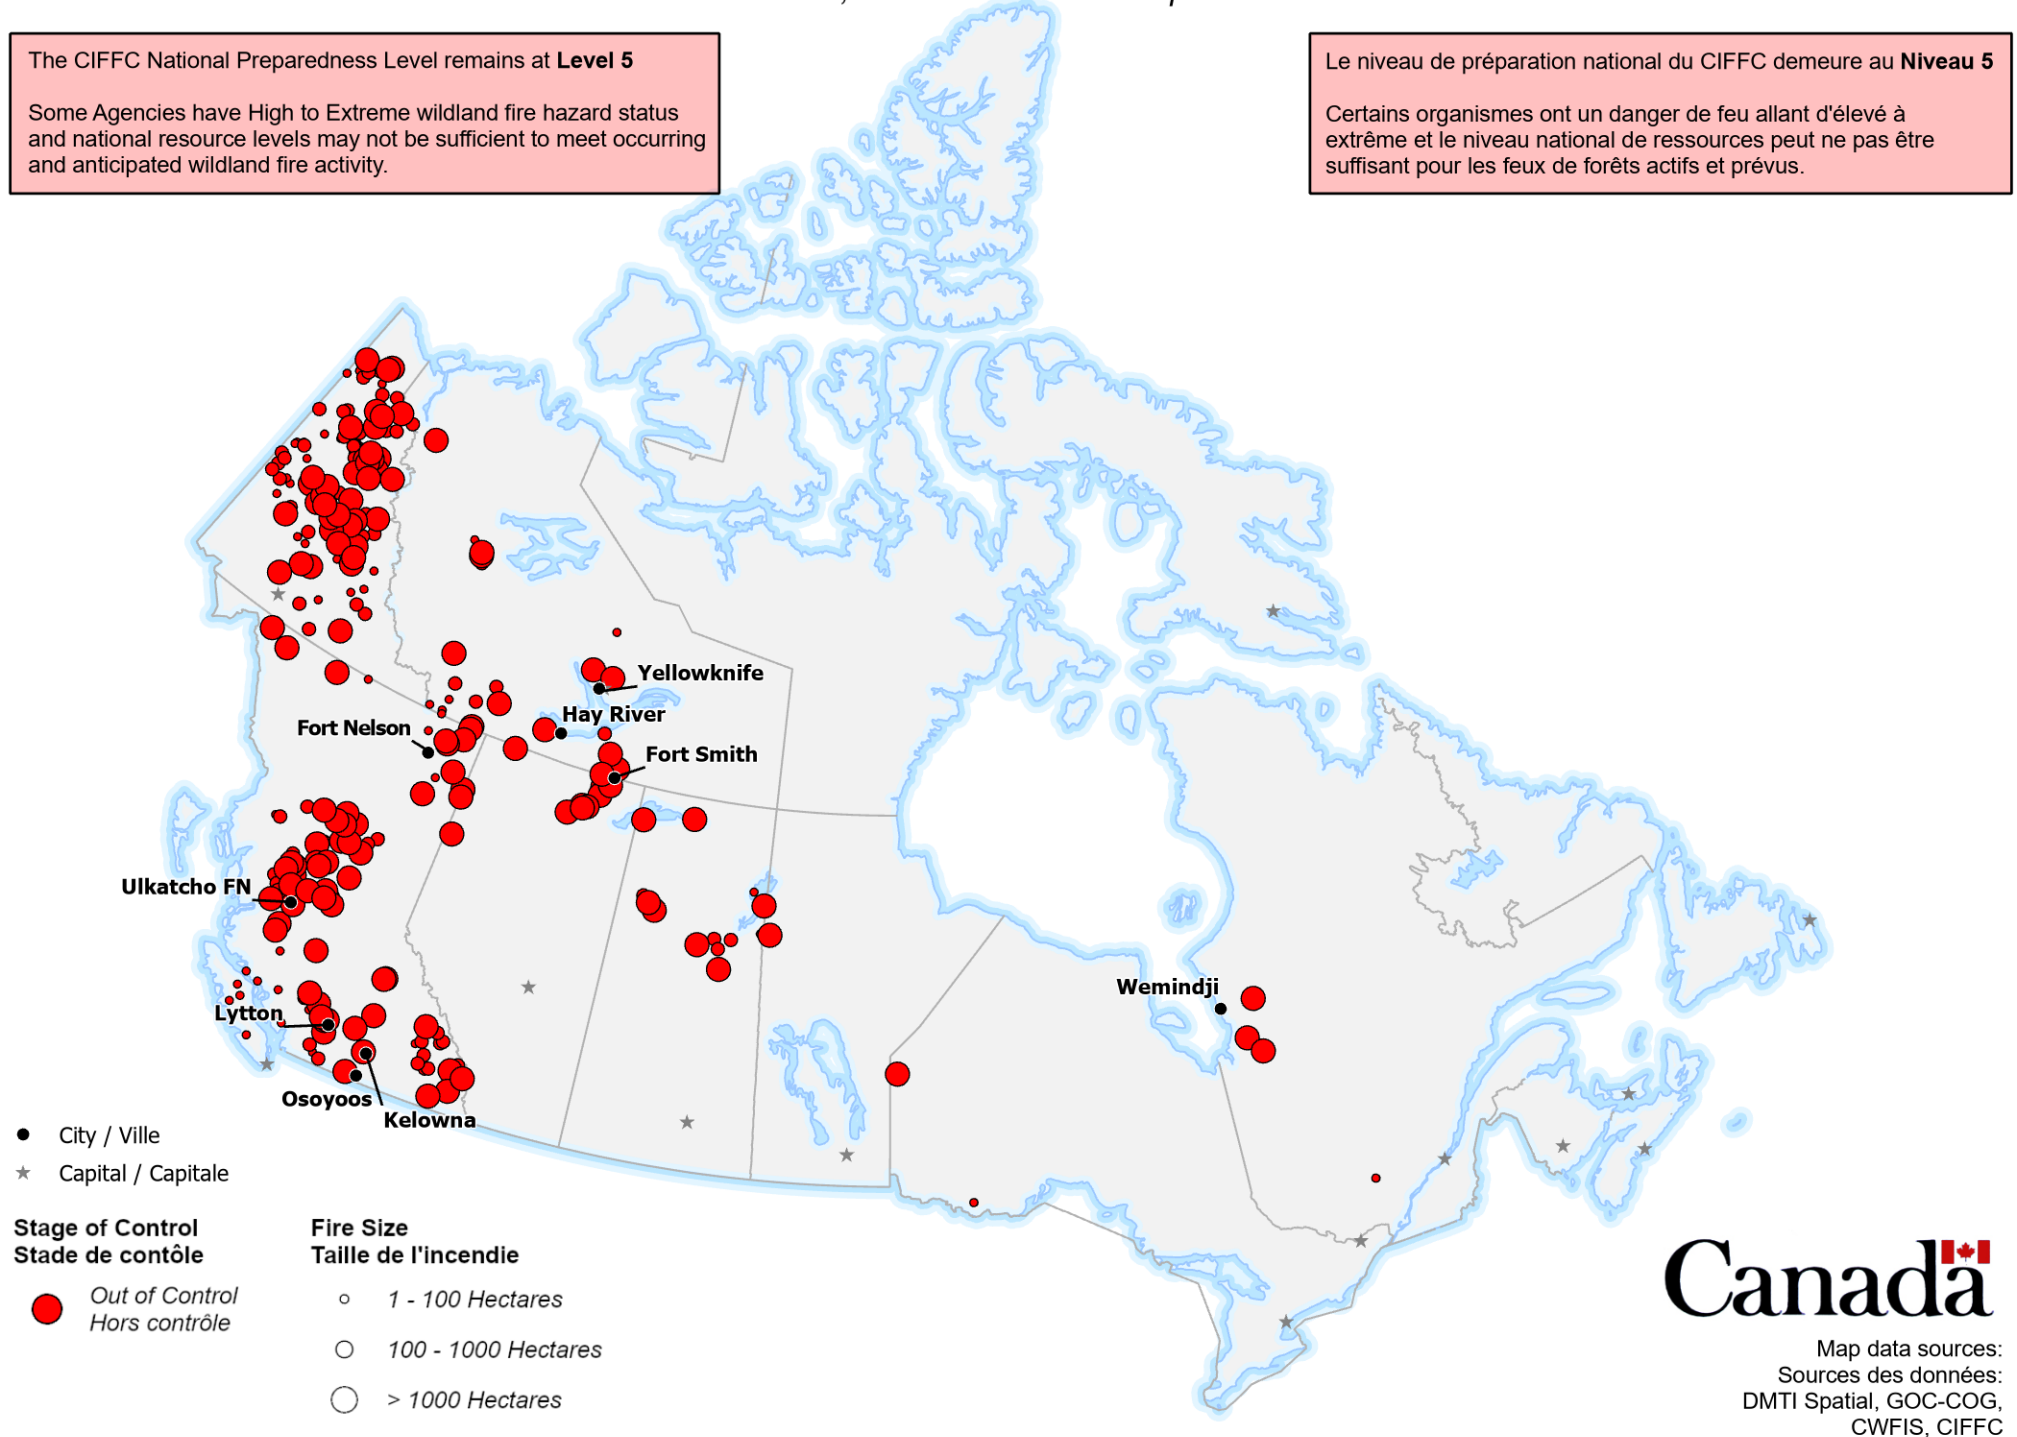 The CIFFC National Preparedness Level remains at Level 5
Some Agencies have High to Extreme wildland fire hazard status
and national resource levels may not be sufficient to meet occurring
and anticipated wildland fire activity.
Le niveau de préparation national du CIFFC demeure au Niveau 5
Certains organismes ont un danger de feu allant d'élevé à
extrême et le niveau national de ressources peut ne pas être
suffisant pour les feux de forêts actifs et prévus.
Yellowknife
Hay River
Fort Nelson
Fort Smith
Ulkatcho FN
Wemindji
Lytton
Osoyoos
Kelowna
City / Ville
Capital / Capitale
Stage of Control
Stade de contôle
Out of Control
Hors contrôle
Fire Size
Taille de l'incendie
1 - 100 Hectares
100 - 1000 Hectares
> 1000 Hectares
Canada
Map data sources:
Sources des données:
DMTI Spatial, GOC-COG,
CWFIS, CIFFC